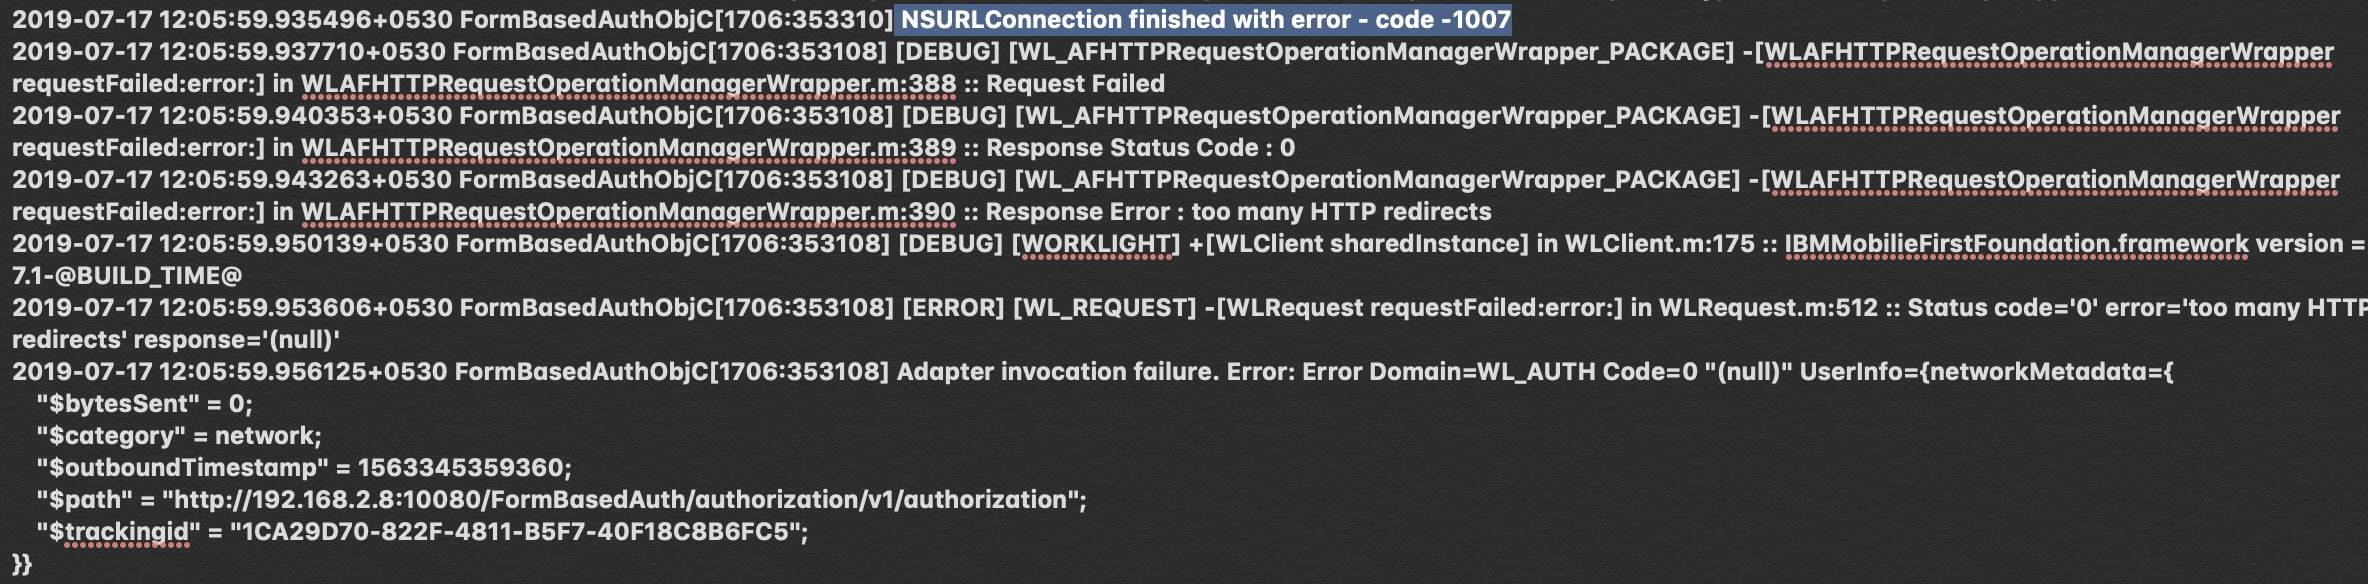 2019-07-17 12:05:59.935496+0530 FormBasedAuthObjC[1706:353310] NSURLConnection finished with error - code -1007
2019-07-17 12:05:59.937710+0530 FormBasedAuthObjC[1706:353108] [DEBUG] [WL_AFHTTPRequestOperationManagerWrapper_PACKAGE] -[WLAFHTTPRequestOperationManagerWrapper
requestFailed:error:] in WLAFHTTPRequestOperationManagerWrapper.m:388 :: Request Failed
2019-07-17 12:05:59.940353+0530 FormBasedAuthObjC[1706:353108] [DEBUG] [WL_AFHTTPRequestOperationManagerWrapper_PACKAGE] -[WLAFHTTPRequestOperationManagerWrapper
requestFailed:error:] in WLAFHTTPRequestOperationManagerWrapper.m:389 :: Response Status Code : 0
2019-07-17 12:05:59.943263+0530 FormBasedAuthObjC[1706:353108] [DEBUG] [WL_AFHTTPRequestOperationManagerWrapper_PACKAGE] -[WLAFHTTPRequestOperationManagerWrapper
requestFailed:error:] in WLAFHTTPRequestOperationManagerWrapper.m:390 :: Response Error : too many HTTP redirects
2019-07-17 12:05:59.950139+0530 FormBasedAuthObjC[1706:353108] [DEBUG] [WORKLIGHT] +[WLClient sharedInstance] in WLClient.m:175 :: IBMMobilieFirstFoundation.framework version =
7.1-@BUILD_TIME@
2019-07-17 12:05:59.953606+0530 FormBasedAuthObjC[1706:353108] [ERROR] [WL_REQUEST] -[WLRequest requestFailed:error:] in WLRequest.m:512 :: Status code='0' error='too many HTTP
redirects' response='(null)'
2019-07-17 12:05:59.956125+0530 FormBasedAuthObjC[1706:353108] Adapter invocation failure. Error: Error Domain=WL_AUTH Code=0 "(null)" UserInfo={networkMetadata={
"$bytesSent" = 0;
"$category" = network;
"$outboundTimestamp" = 1563345359360;
"$path" = "http://192.168.2.8:10080/FormBasedAuth/authorization/v1/authorization";
"$trackingid" = "1CA29D70-822F-4811-B5F7-40F18C8B6FC5";
}}